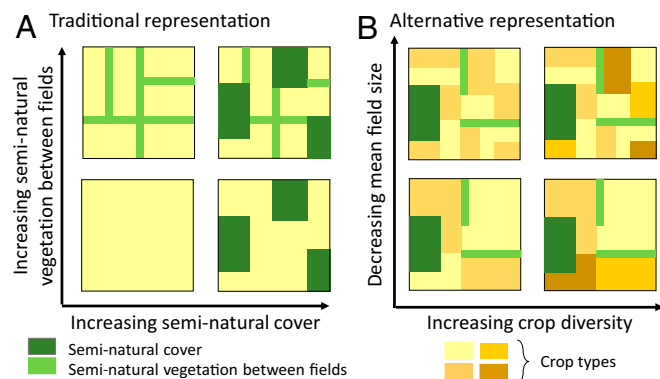 A Traditional representation
Increasing semi-natural
vegetation between fields
Increasing semi-natural cover
Semi-natural cover
Semi-natural vegetation between fields
B Alternative representation
Decreasing mean field size
Increasing crop diversity
Crop types